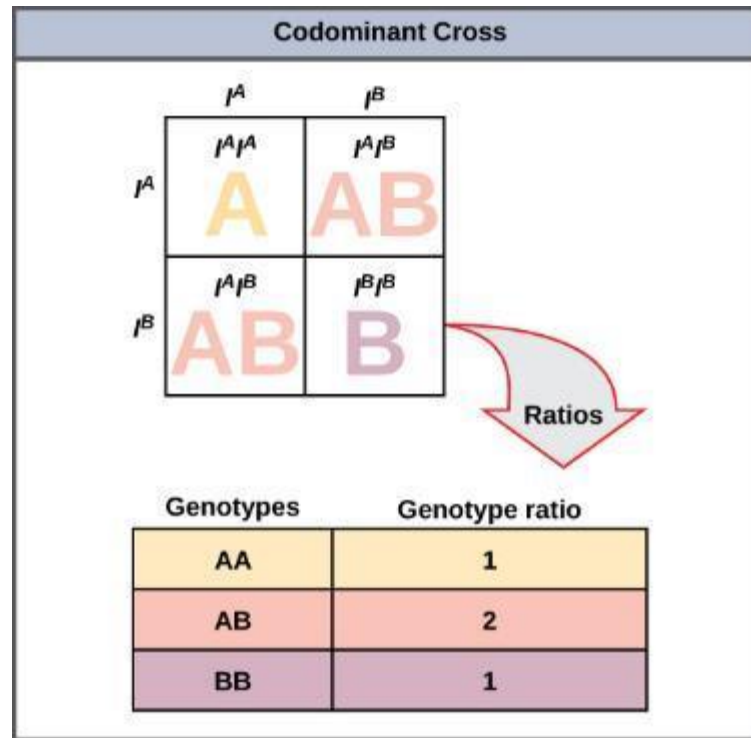 Codominant Cross
I^A I^B
I^A I^AI^A I^AI^B
A AB
I^B I^AI^B I^BI^B
AB B
Ratios
Genotypes Genotype ratio
AA 1
AB 2
BB 1